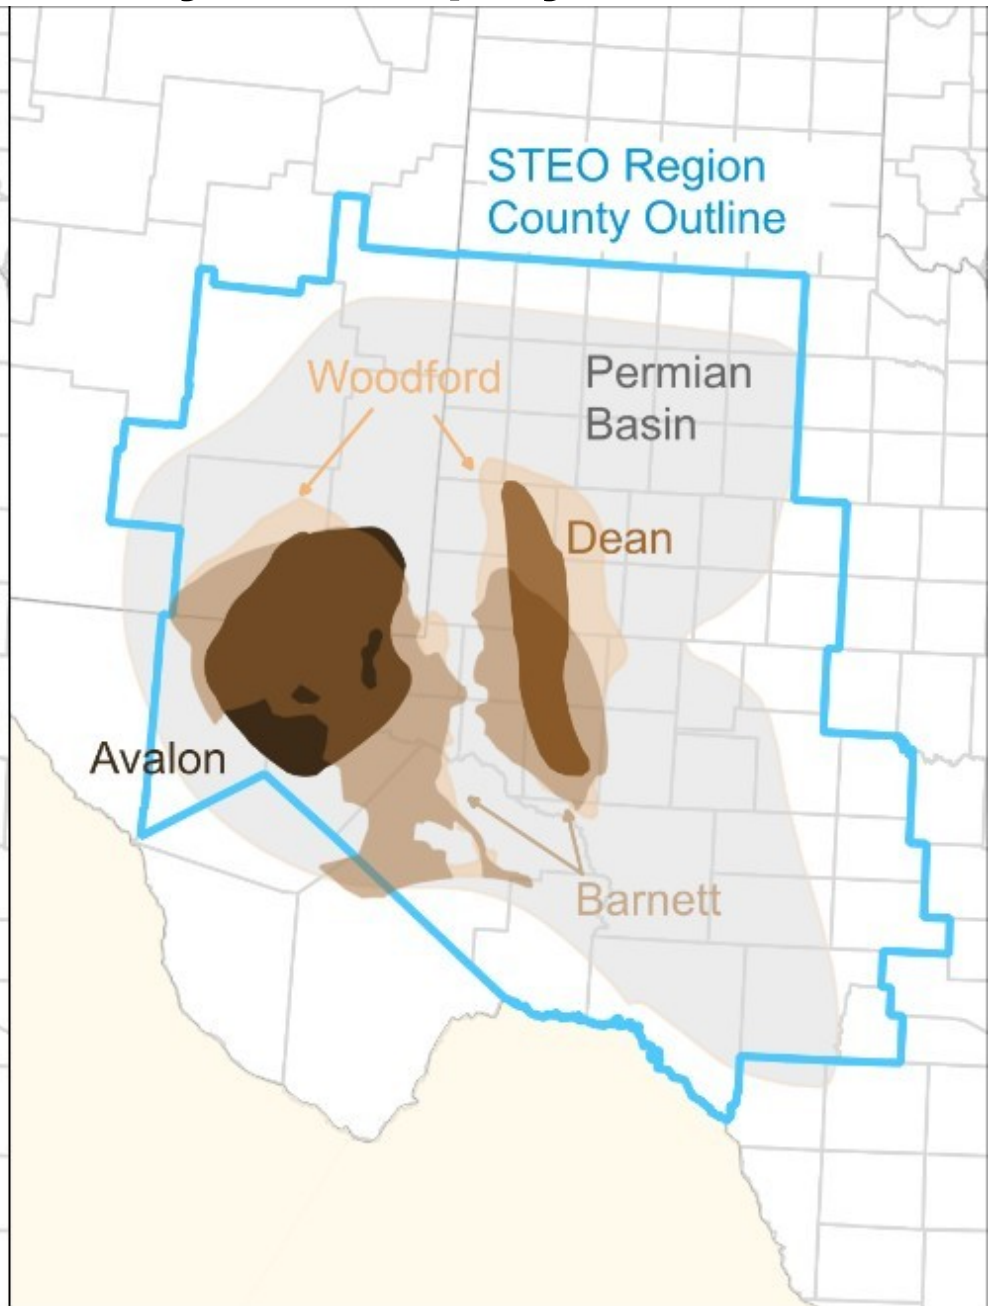 STEO Region
County Outline
Woodford
Permian
Basin
Dean
Avalon
Barnett